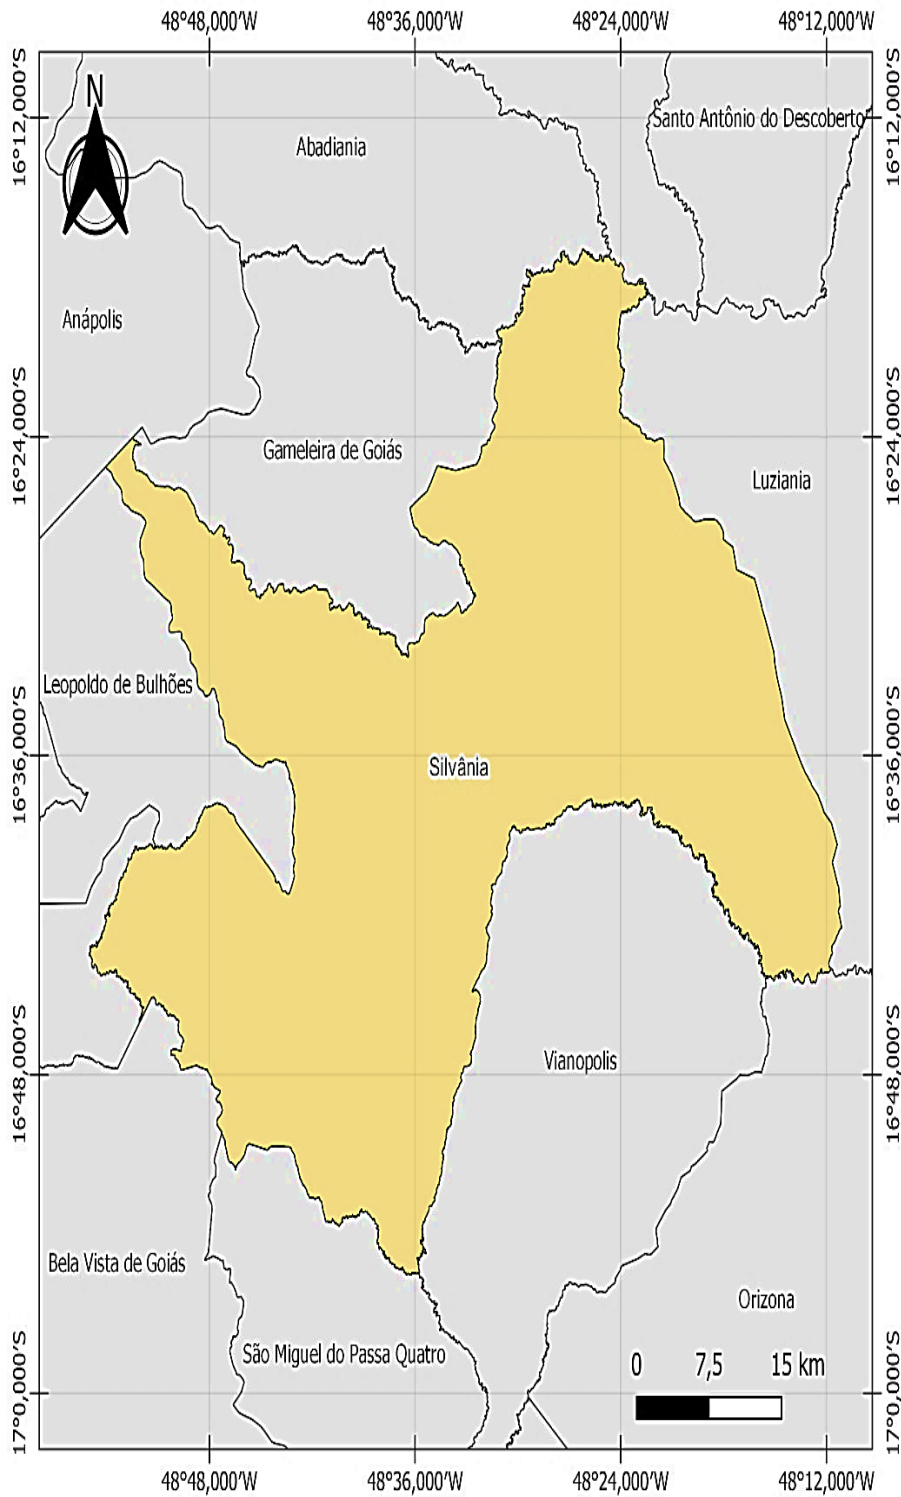 48°48,000'W 48°36,000'W 48°24,000'W 48°12,000'W
N
16°12,000'S 16°12,000'S
Santo Antônio do Descoberto
Abadiania
Anápolis
16°24,000'S 16°24,000'S
Gameleira de Goiás
Luziania
Leopoldo de Bulhões
16°36,000'S 16°36,000'S
Silvânia
16°48,000'S 16°48,000'S
Vianopolis
Bela Vista de Goiás
Orizona
São Miguel do Passa Quatro
0 7,5 15 km
17°0,000'S 17°0,000'S
48°48,000'W 48°36,000'W 48°24,000'W 48°12,000'W